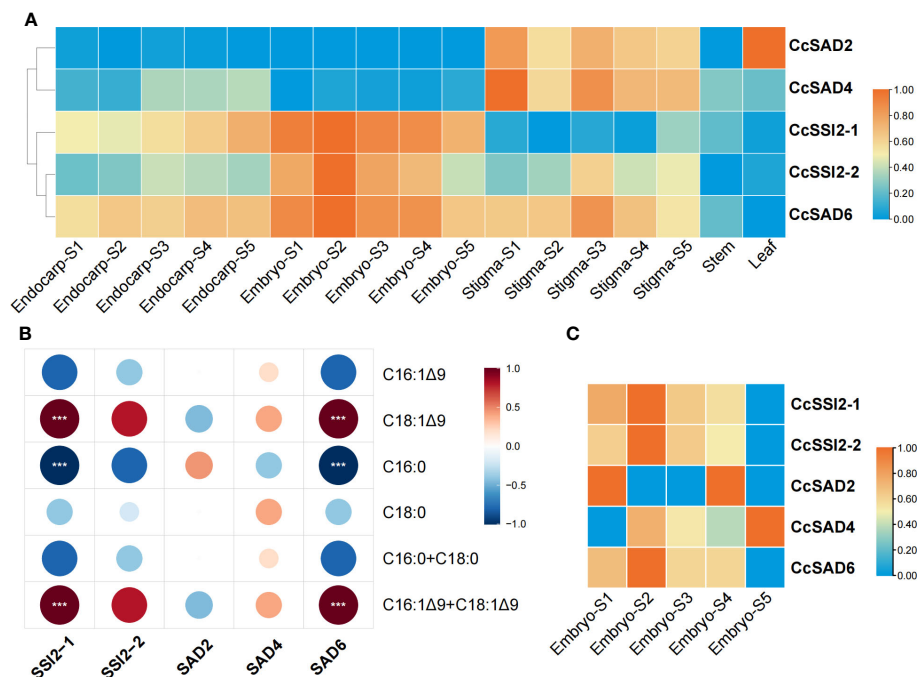 A
CcSAD2
CcSAD4
CcSSI2-1
CcSSI2-2
CcSAD6
1.00
0.80
0.60
0.40
0.20
0.00
Endocarp-S1
Endocarp-S2
Endocarp-S3
Endocarp-S4
Endocarp-S5
Embryo-S1
Embryo-S2
Embryo-S3
Embryo-S4
Embryo-S5
Stigma-S1
Stigma-S2
Stigma-S3
Stigma-S4
Stigma-S5
Stem
Leaf
B
C16:1Δ9
*** *** C18:1Δ9
*** *** C16:0
C18:0
C16:0+C18:0
*** *** C16:1Δ9+C18:1Δ9
1.0
0.5
0.0
−0.5
−1.0
SSI2−1
SSI2−2
SAD2
SAD4
SAD6
C
CcSSI2-1
CcSSI2-2
CcSAD2
CcSAD4
CcSAD6
1.00
0.80
0.60
0.40
0.20
0.00
Embryo-S1
Embryo-S2
Embryo-S3
Embryo-S4
Embryo-S5